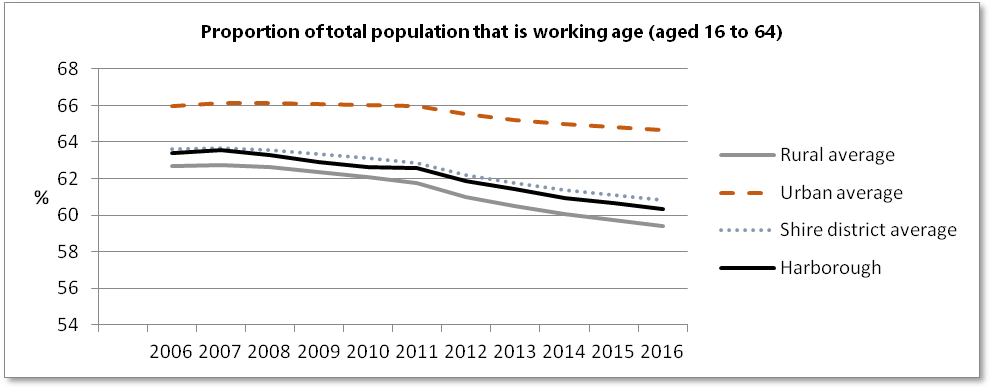 Proportion of total population that is working age (aged 16 to 64)
68
66
64
62
60
58
56
54
%
2006 2007 2008 2009 2010 2011 2012 2013 2014 2015 2016
Rural average
Urban average
Shire district average
Harborough